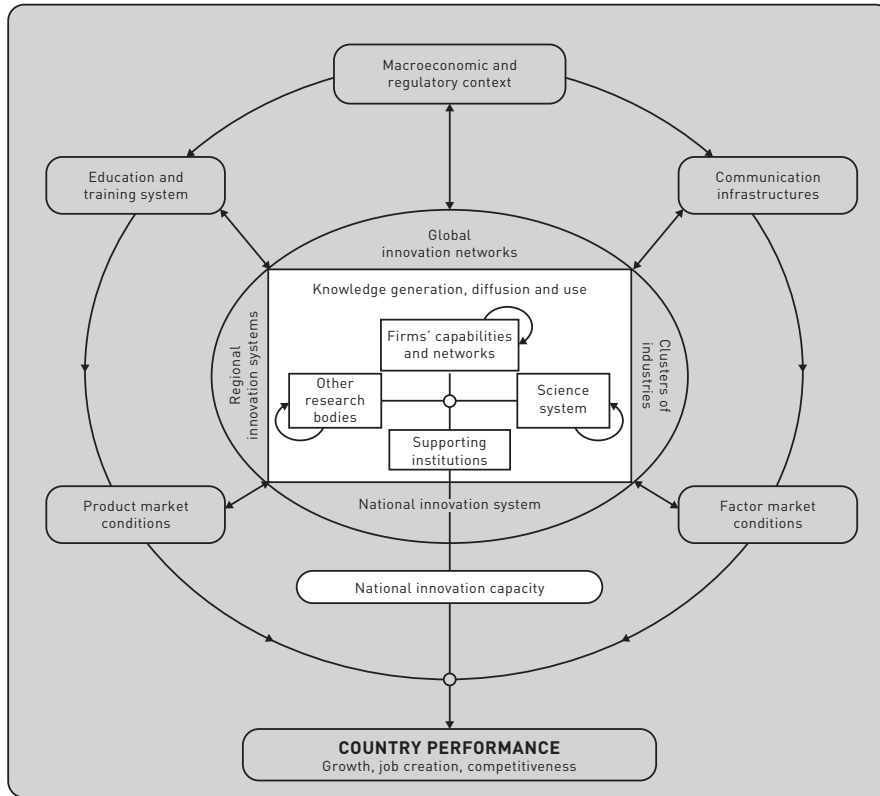 Macroeconomic and
regulatory context
Education and
training system
Communication
infrastructures
Global
innovation networks
Knowledge generation, diffusion and use
Firms' capabilities
and networks
Regional
innovation systems
Other
research
bodies
Science
system
Clusters of
industries
Supporting
institutions
Product market
conditions
National innovation system
Factor market
conditions
National innovation capacity
COUNTRY PERFORMANCE
Growth, job creation, competitiveness